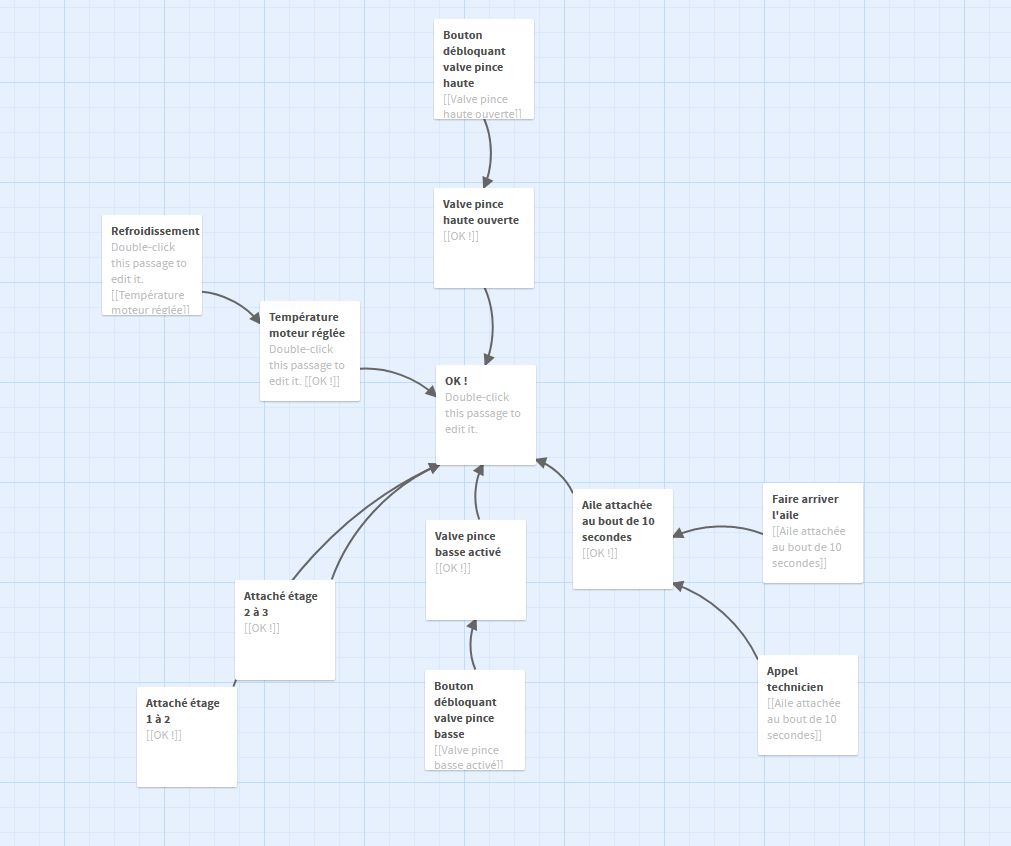 Bouton
débloquant
valve pince
haute
[[Valve pince
haute ouverte]]
Valve pince
haute ouverte
[[OK !]]
Refroidissement
Double-click
this passage to
edit it.
[[Température
moteur réglée]]
Température
moteur réglée
Double-click
this passage to
edit it. [[OK !]]
OK !
Double-click
this passage to
edit it.
Aile attachée
au bout de 10
secondes
[[OK !]]
Faire arriver
l'aile
[[Aile attachée
au bout de 10
secondes]]
Valve pince
basse activé
[[OK !]]
Attaché étage
2 à 3
[[OK !]]
Appel
technicien
[[Aile attachée
au bout de 10
secondes]]
Bouton
débloquant
valve pince
basse
[[Valve pince
basse activé]]
Attaché étage
1 à 2
[[OK !]]